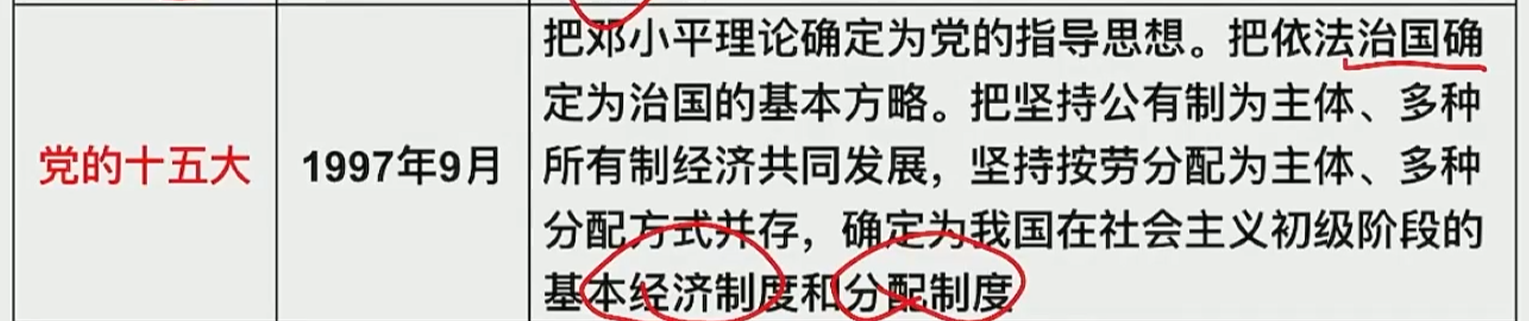 党的十五大
1997年9月
把邓小平理论确定为党的指导思想。把依法治国确
定为治国的基本方略。把坚持公有制为主体、多种
所有制经济共同发展，坚持按劳分配为主体、多种
分配方式并存，确定为我国在社会主义初级阶段的
基本经济制度和分配制度